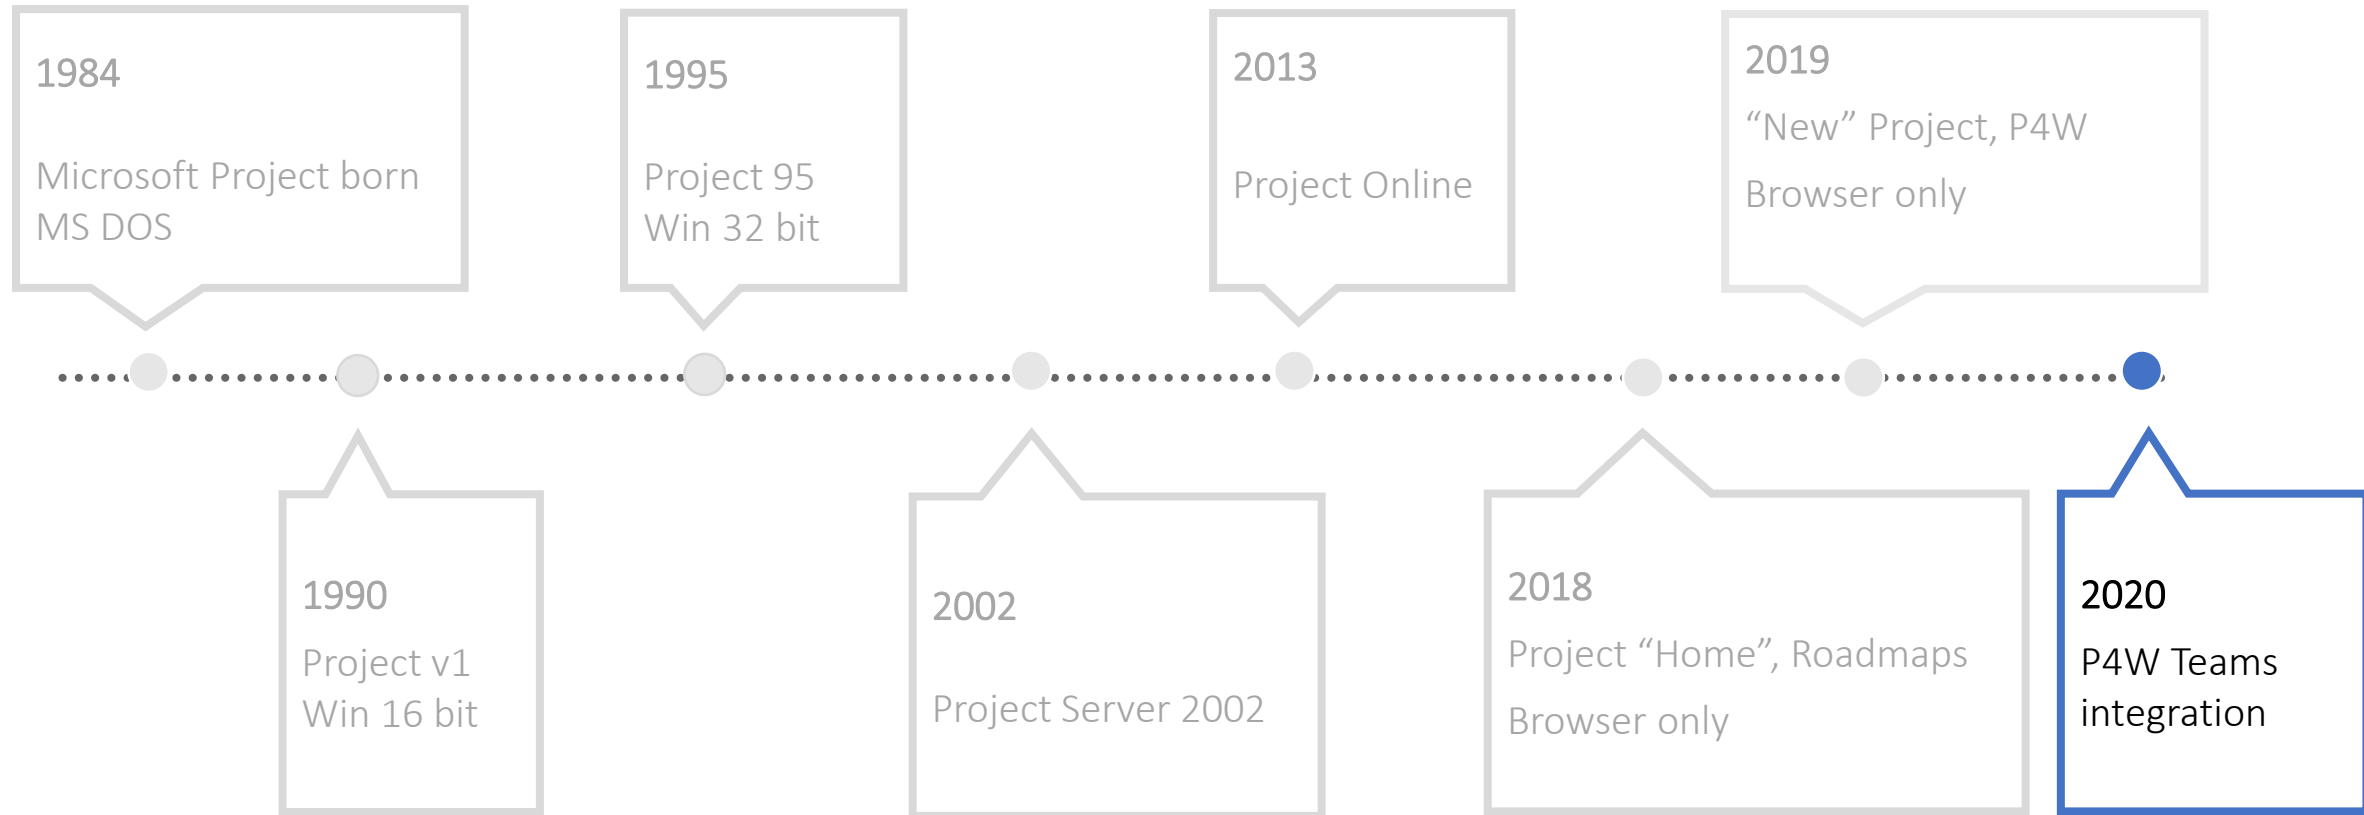 1984
Microsoft Project born
MS DOS
1990
Project v1
Win 16 bit
1995
Project 95
Win 32 bit
2002
Project Server 2002
2013
Project Online
2018
Project “Home”, Roadmaps
Browser only
2019
“New” Project, P4W
Browser only
2020
P4W Teams
integration